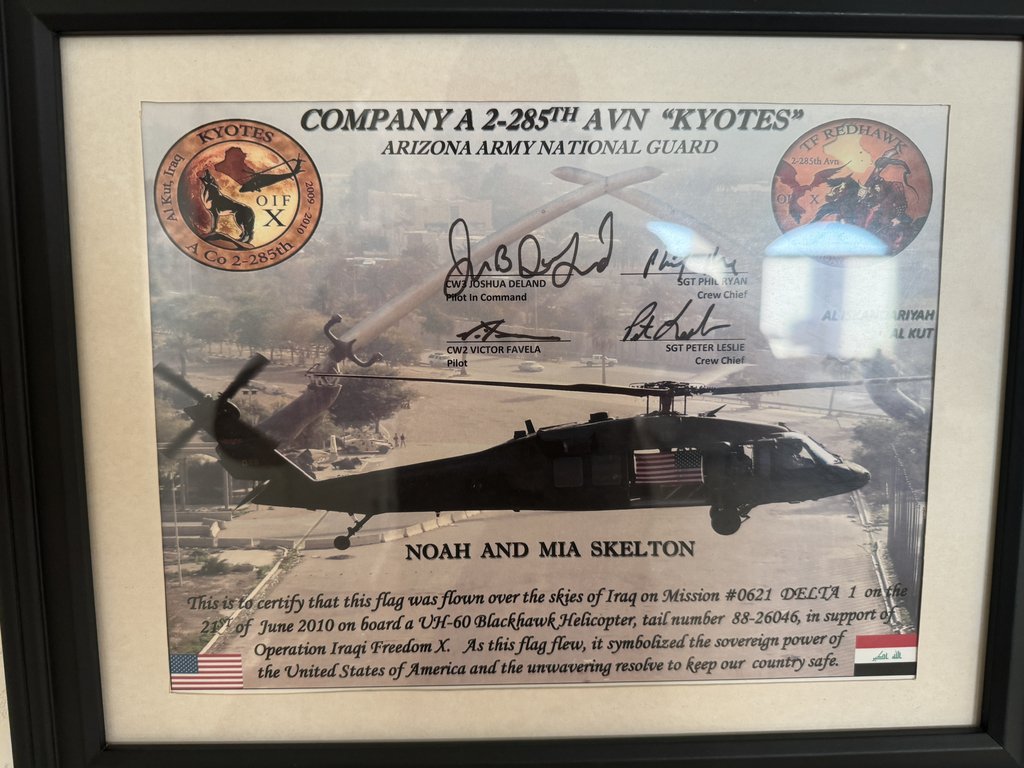 COMPANY A 2-285TH AVN "KYOTES"
ARIZONA ARMY NATIONAL GUARD
KYOTES
Al Kut, Iraq
OIF
X
2009 - 2010
A Co 2-285th
TF REDHAWK
2-285th Avn
OI
X
CW3 JOSHUA DELAND
Pilot In Command
SGT PHIL RYAN
Crew Chief
CW2 VICTOR FAVELA
Pilot
SGT PETER LESLIE
Crew Chief
AL KUT
NOAH AND MIA SKELTON
This is to certify that this flag was flown over the skies of Iraq on Mission #0621 DELTA 1 on the
21ST of June 2010 on board a UH-60 Blackhawk Helicopter, tail number 88-26046, in support of
Operation Iraqi Freedom X. As this flag flew, it symbolized the sovereign power of
the United States of America and the unwavering resolve to keep our country safe.